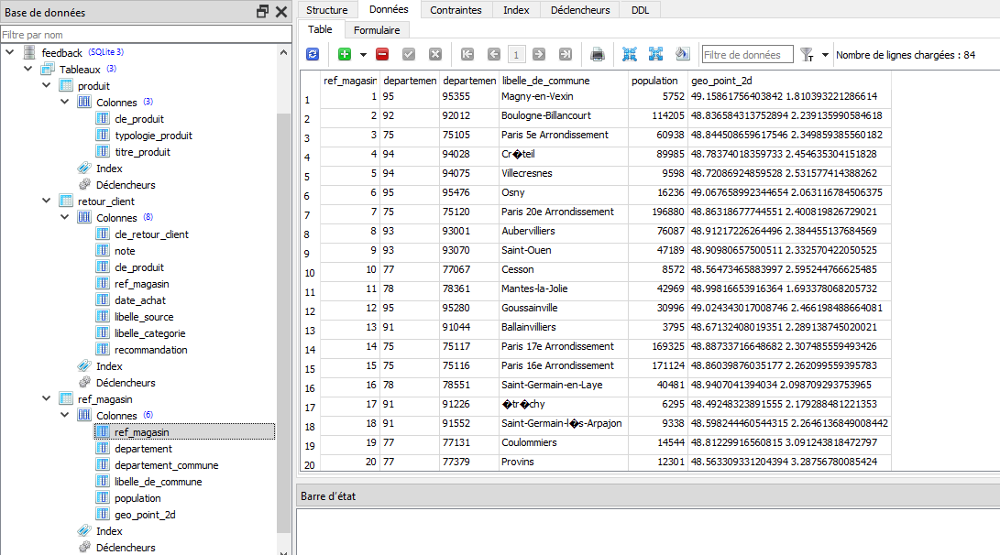 Base de données
Filtre par nom
feedback (SQLite 3)
Tableaux (3)
produit
Colonnes (3)
cle_produit
typologie_produit
titre_produit
Index
Déclencheurs
retour_client
Colonnes (8)
cle_retour_client
note
cle_produit
ref_magasin
date_achat
libelle_source
libelle_categorie
recommandation
Index
Déclencheurs
ref_magasin
Colonnes (6)
ref_magasin
departement
departement_commune
libelle_de_commune
population
geo_point_2d
Index
Déclencheurs
Structure Données Contraintes Index Déclencheurs DDL
Table Formulaire
1 Filtre de données T Nombre de lignes chargées : 84
ref_magasin departemen departemen libelle_de_commune population geo_point_2d
1 1 95 95355 Magny-en-Vexin 5752 49.15861756403842 1.810393221286614
2 2 92 92012 Boulogne-Billancourt 114205 48.836584313752894 2.239135990584618
3 3 75 75105 Paris 5e Arrondissement 60938 48.844508659617546 2.349859385560182
4 4 94 94028 Cr�teil 89985 48.78374018359733 2.454635304151828
5 5 94 94075 Villecresnes 9598 48.72086924859528 2.531577414388262
6 6 95 95476 Osny 16236 49.067658992344654 2.063116784506375
7 7 75 75120 Paris 20e Arrondissement 196880 48.86318677744551 2.400819826729021
8 8 93 93001 Aubervilliers 76087 48.91217226264496 2.384455137684569
9 9 93 93070 Saint-Ouen 47189 48.90980657500511 2.332570422050525
10 10 77 77067 Cesson 8572 48.56473465883997 2.595244766625485
11 11 78 78361 Mantes-la-Jolie 42969 48.99816653916364 1.693378068205732
12 12 95 95280 Goussainville 30996 49.024343017008746 2.466198488664081
13 13 91 91044 Ballainvilliers 3795 48.67132408019351 2.289138745020021
14 14 75 75117 Paris 17e Arrondissement 169325 48.88733716648682 2.307485559493426
15 15 75 75116 Paris 16e Arrondissement 171124 48.86039876035177 2.262099559395783
16 16 78 78551 Saint-Germain-en-Laye 40481 48.9407041394034 2.098709293753965
17 17 91 91226 �tr�chy 6295 48.49248323891555 2.179288481221353
18 18 91 91552 Saint-Germain-l�s-Arpajon 9338 48.598244460544315 2.2646136849008442
19 19 77 77131 Coulommiers 14544 48.81229916560815 3.091243818472797
20 20 77 77379 Provins 12301 48.563309331204394 3.28756780085424
Barre d'état